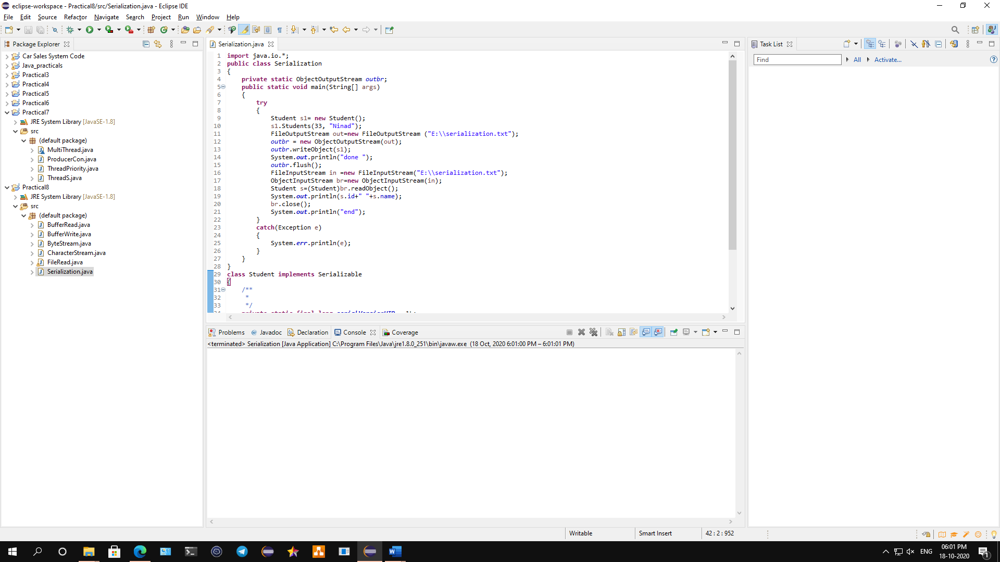 eclipse-workspace - Practical8/src/Serialization.java - Eclipse IDE
File Edit Source Refactor Navigate Search Project Run Window Help
Package Explorer
Car Sales System Code
Java_practicals
Practical3
Practical4
Practical5
Practical6
Practical7
JRE System Library [JavaSE-1.8]
src
(default package)
MultiThread.java
ProducerCon.java
ThreadPriority.java
ThreadS.java
Practical8
JRE System Library [JavaSE-1.8]
src
(default package)
BufferRead.java
BufferWrite.java
ByteStream.java
CharacterStream.java
FileRead.java
Serialization.java
Serialization.java
1 import java.io.*;
2 public class Serialization
3 {
4 private static ObjectOutputStream outbr;
5 public static void main(String[] args)
6 {
7 try
8 {
9 Student s1= new Student();
10 s1.Students(33, "Ninad");
11 FileOutputStream out=new FileOutputStream ("E:\\serialization.txt");
12 outbr = new ObjectOutputStream(out);
13 outbr.writeObject(s1);
14 System.out.println("done ");
15 outbr.flush();
16 FileInputStream in =new FileInputStream("E:\\serialization.txt");
17 ObjectInputStream br=new ObjectInputStream(in);
18 Student s=(Student)br.readObject();
19 System.out.println(s.id+" "+s.name);
20 br.close();
21 System.out.println("end");
22 }
23 catch(Exception e)
24 {
25 System.err.println(e);
26 }
27 }
28 }
29 class Student implements Serializable
30 {
31 /**
32 *
33 */
34 private static final long serialVersionUID = 1L;
Problems @ Javadoc Declaration Console Coverage
<terminated> Serialization [Java Application] C:\Program Files\Java\jre1.8.0_251\bin\javaw.exe (18 Oct, 2020 6:01:00 PM – 6:01:01 PM)
Task List
Find All Activate...
Writable Smart Insert 42 : 2 : 952
ENG 06:01 PM
18-10-2020
1